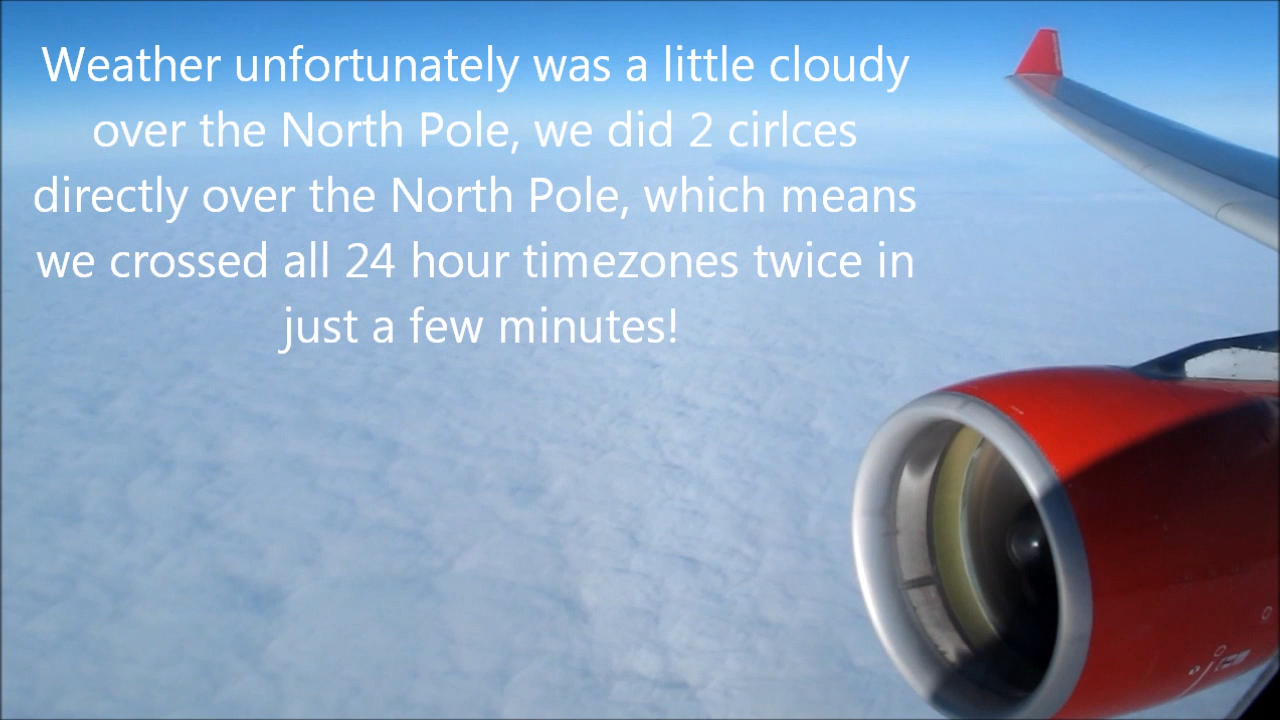 Weather unfortunately was a little cloudy
over the North Pole, we did 2 cirlces
directly over the North Pole, which means
we crossed all 24 hour timezones twice in
just a few minutes!